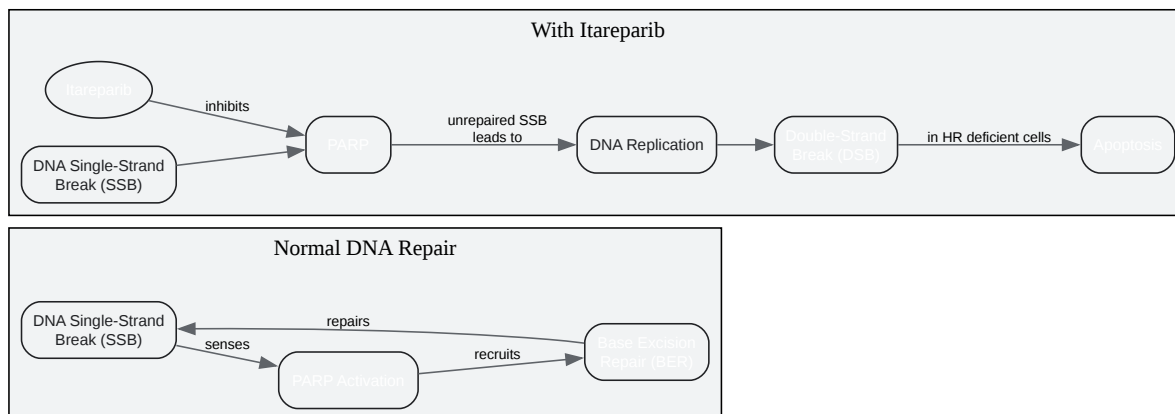 With Itareparib
Itareparib
inhibits
DNA Single-Strand
Break (SSB)
PARP
unrepaired SSB
leads to
DNA Replication
Double-Strand
Break (DSB)
in HR deficient cells
Apoptosis
Normal DNA Repair
DNA Single-Strand
Break (SSB)
senses
repairs
PARP Activation
recruits
Base Excision
Repair (BER)